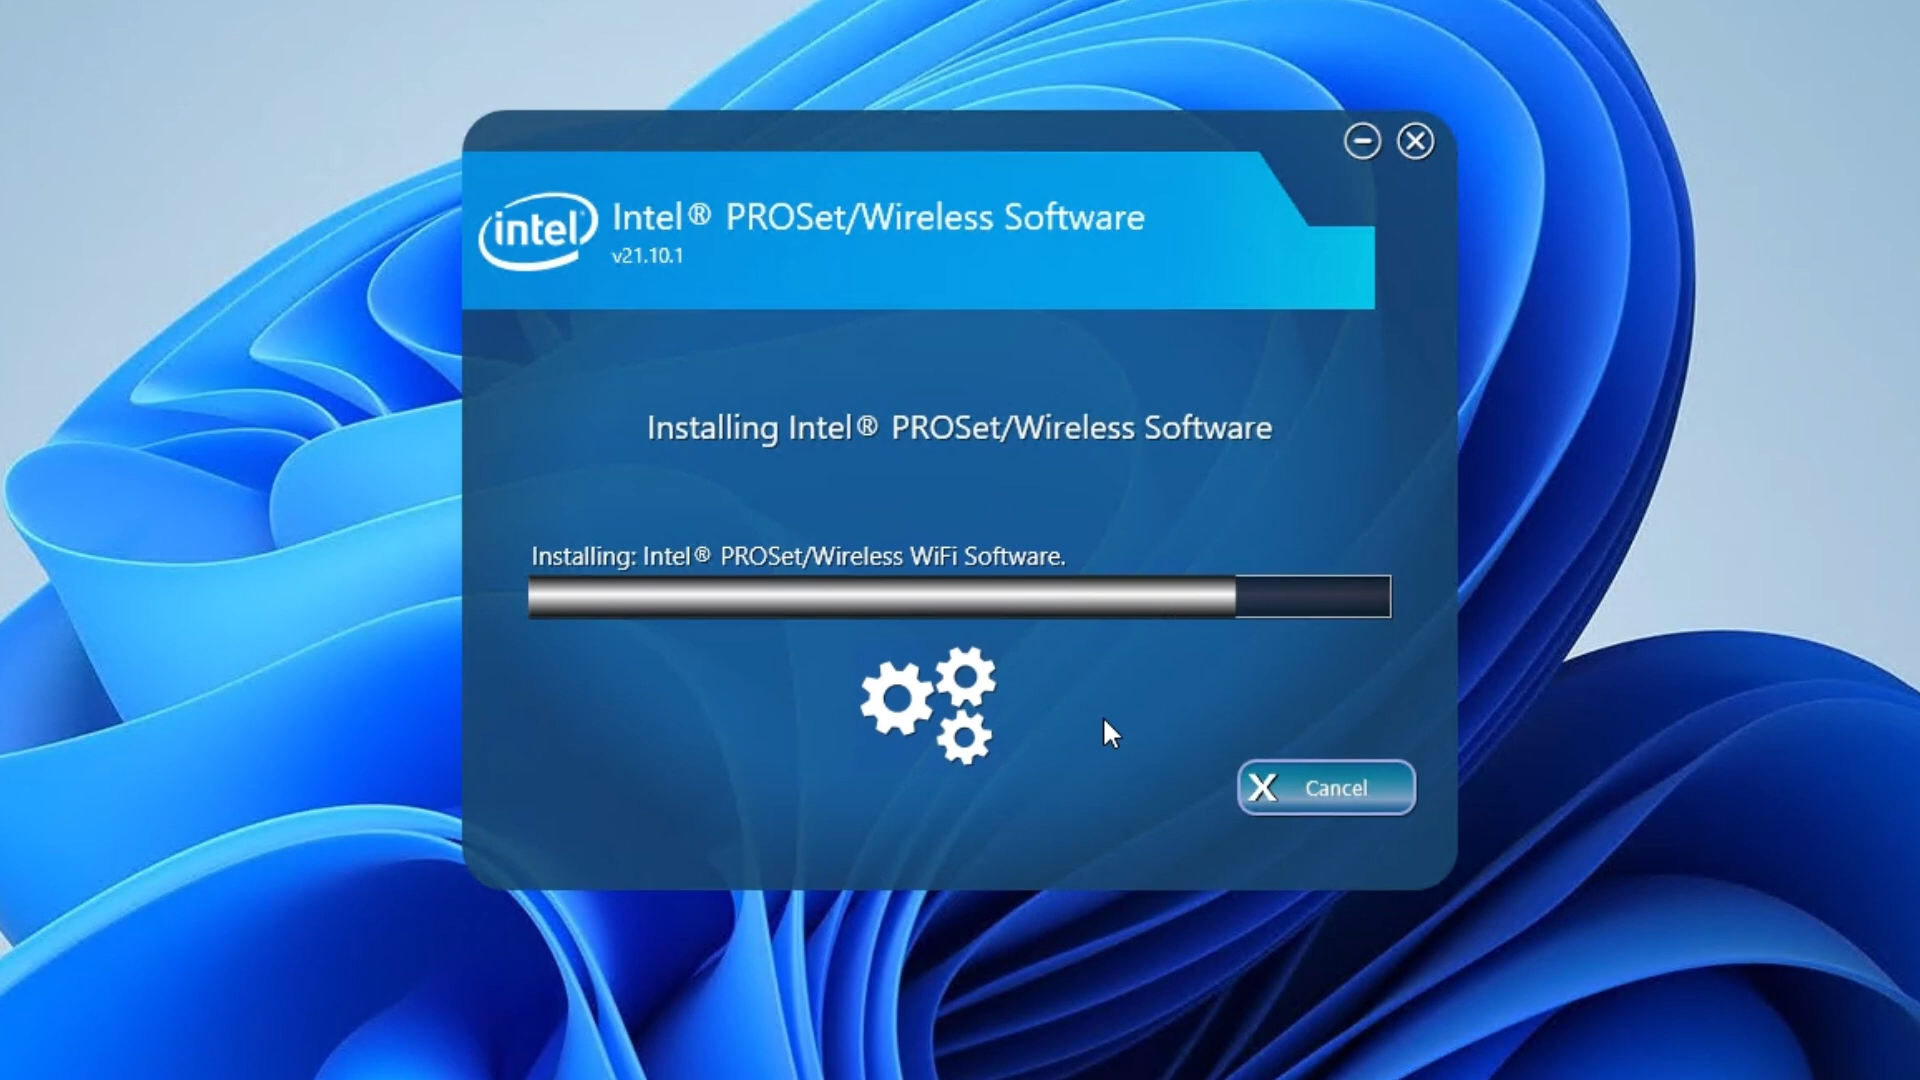 intel
Intel® PROSet/Wireless Software
v21.10.1
Installing Intel® PROSet/Wireless Software
Installing: Intel® PROSet/Wireless WiFi Software.
X Cancel